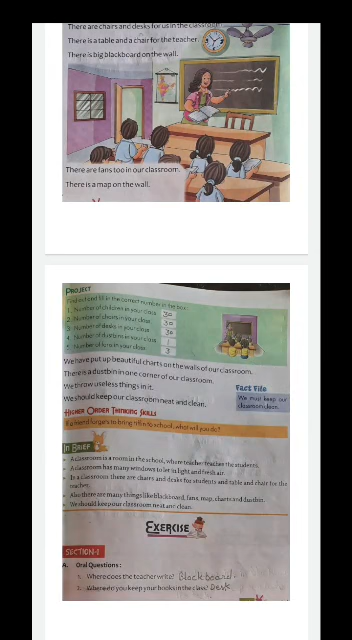 There are chairs and desks for us in the classroom.
There is a table and a chair for the teacher.
There is big blackboard on the wall.
There are fans too in our classroom.
There is a map on the wall.
PROJECT
Find out and fill in the correct number in the box:
1. Number of children in your class 30
2. Number of chairs in your class 30
3. Number of desks in your class 30
4. Number of dustbins in your class 1
5. Number of fans in your class 3
We have put up beautiful charts on the walls of our classroom.
There is a dustbin in one corner of our classroom.
We throw useless things in it.
We should keep our classroom neat and clean.
Fact File
We must keep our classroom clean.
HIGHER ORDER THINKING SKILLS
If a friend forgets to bring tiffin to school, what will you do?
IN BRIEF
A classroom is a room in the school, where teacher teaches the students.
A classroom has many windows to let in light and fresh air.
In a classroom there are chairs and desks for students and table and chair for the
teacher.
Also there are many things like blackboard, fans, map, charts and dustbin.
We should keep our classroom neat and clean.
EXERCISE
SECTION-I
A. Oral Questions:
1. Where does the teacher write? Blackboard.
2. Where do you keep your books in the class? Desk